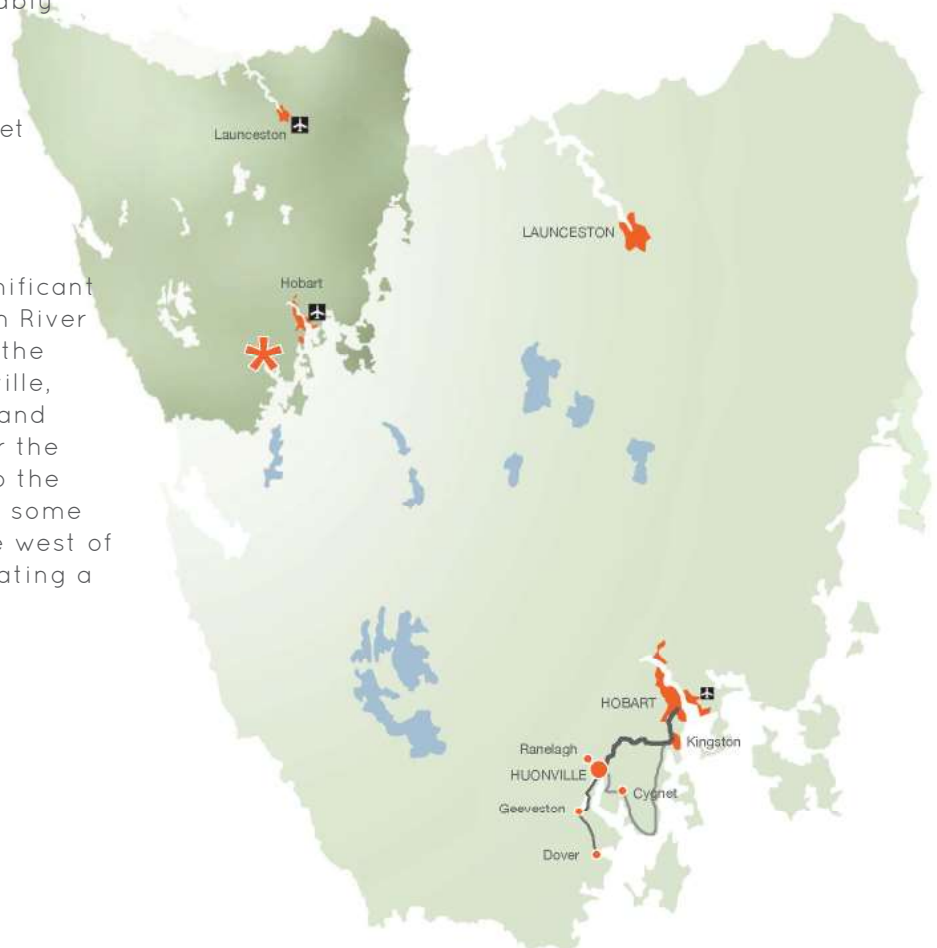 ably
et
nificant
n River
the
ville,
and
r the
o the
some
e west of
ating a
Launceston
Hobart
LAUNCESTON
HOBART
Kingston
Ranelagh
HUONVILLE
Cygnet
Geeveston
Dover